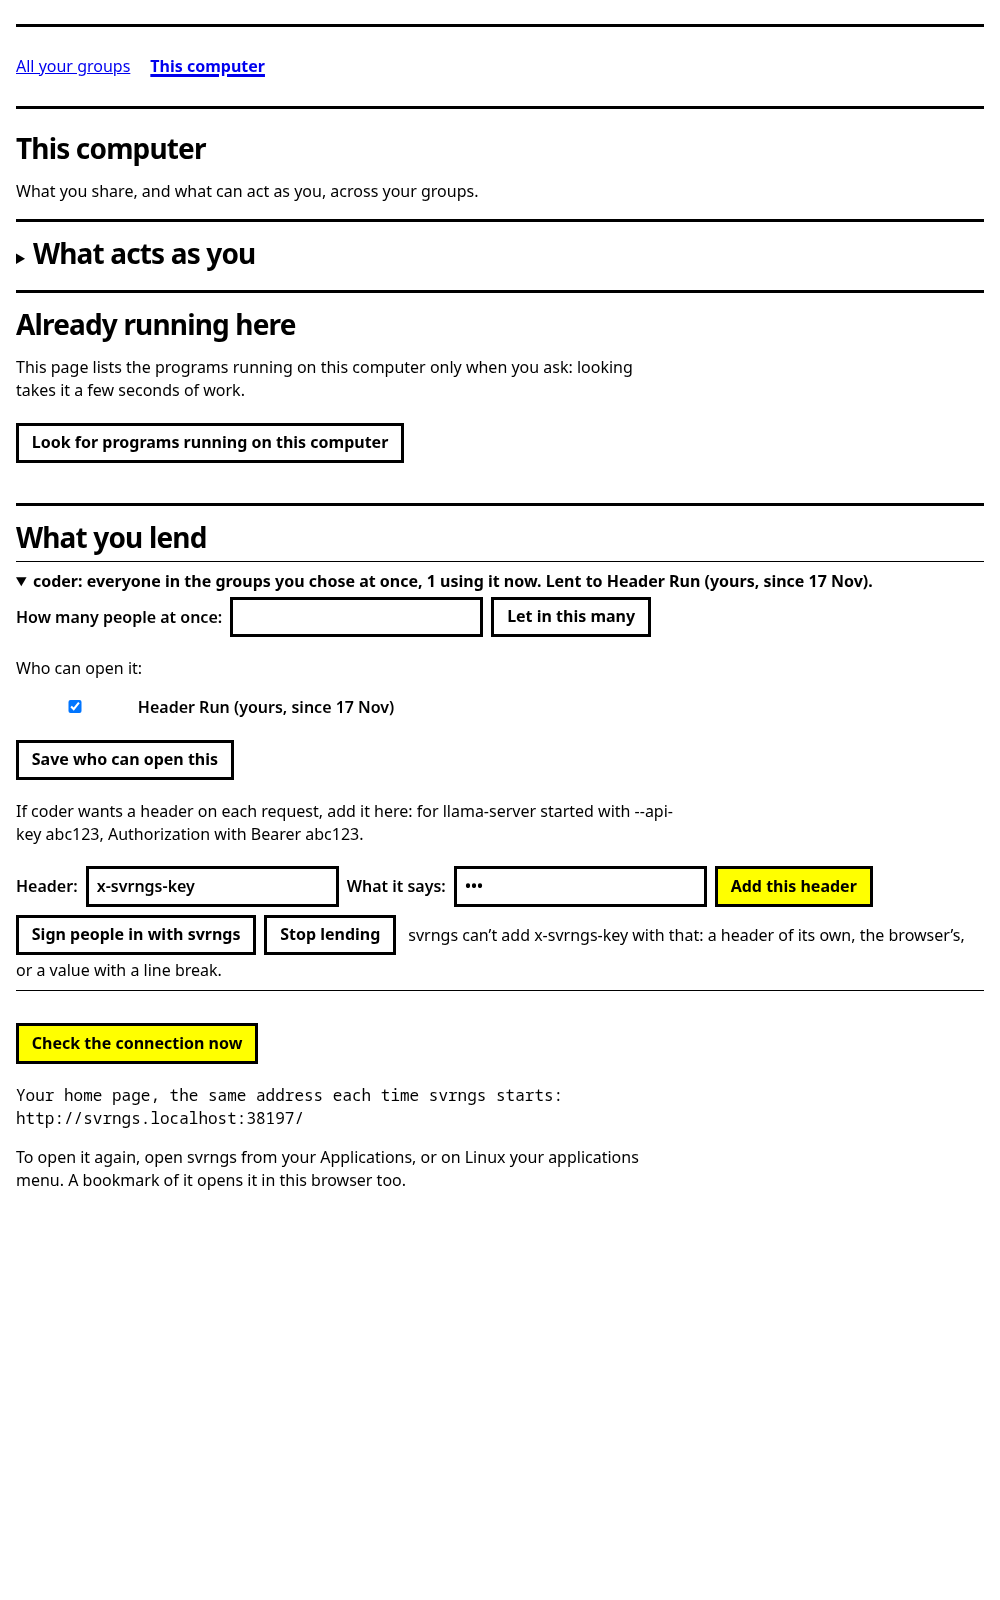 All your groups This computer
This computer
What you share, and what can act as you, across your groups.
What acts as you
Already running here
This page lists the programs running on this computer only when you ask: looking
takes it a few seconds of work.
Look for programs running on this computer
What you lend
coder: everyone in the groups you chose at once, 1 using it now. Lent to Header Run (yours, since 17 Nov).
How many people at once: Let in this many
Who can open it:
Header Run (yours, since 17 Nov)
Save who can open this
If coder wants a header on each request, add it here: for llama-server started with --api-
key abc123, Authorization with Bearer abc123.
Header: x-svrngs-key What it says: ••• Add this header
Sign people in with svrngs Stop lending svrngs can’t add x-svrngs-key with that: a header of its own, the browser’s,
or a value with a line break.
Check the connection now
Your home page, the same address each time svrngs starts:
http://svrngs.localhost:38197/
To open it again, open svrngs from your Applications, or on Linux your applications
menu. A bookmark of it opens it in this browser too.